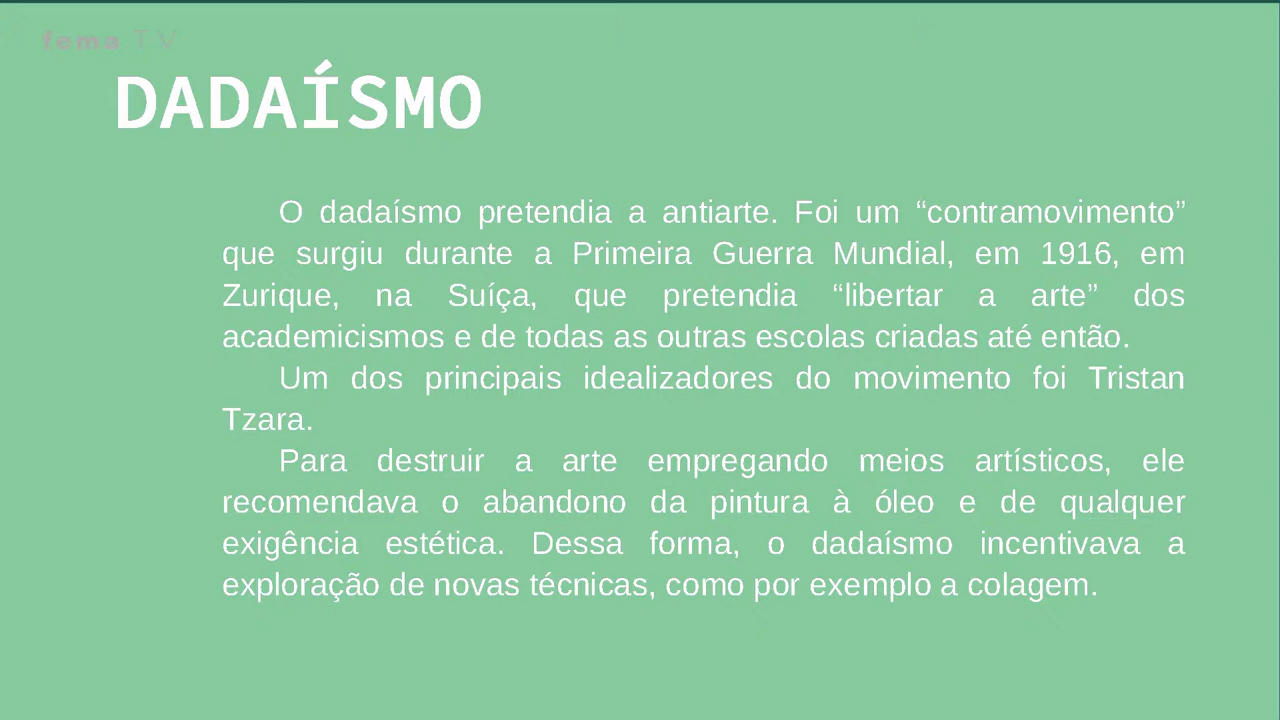 fema TV
DADAÍSMO
O dadaísmo pretendia a antiarte. Foi um “contramovimento”
que surgiu durante a Primeira Guerra Mundial, em 1916, em
Zurique, na Suíça, que pretendia “libertar a arte” dos
academicismos e de todas as outras escolas criadas até então.
Um dos principais idealizadores do movimento foi Tristan
Tzara.
Para destruir a arte empregando meios artísticos, ele
recomendava o abandono da pintura à óleo e de qualquer
exigência estética. Dessa forma, o dadaísmo incentivava a
exploração de novas técnicas, como por exemplo a colagem.